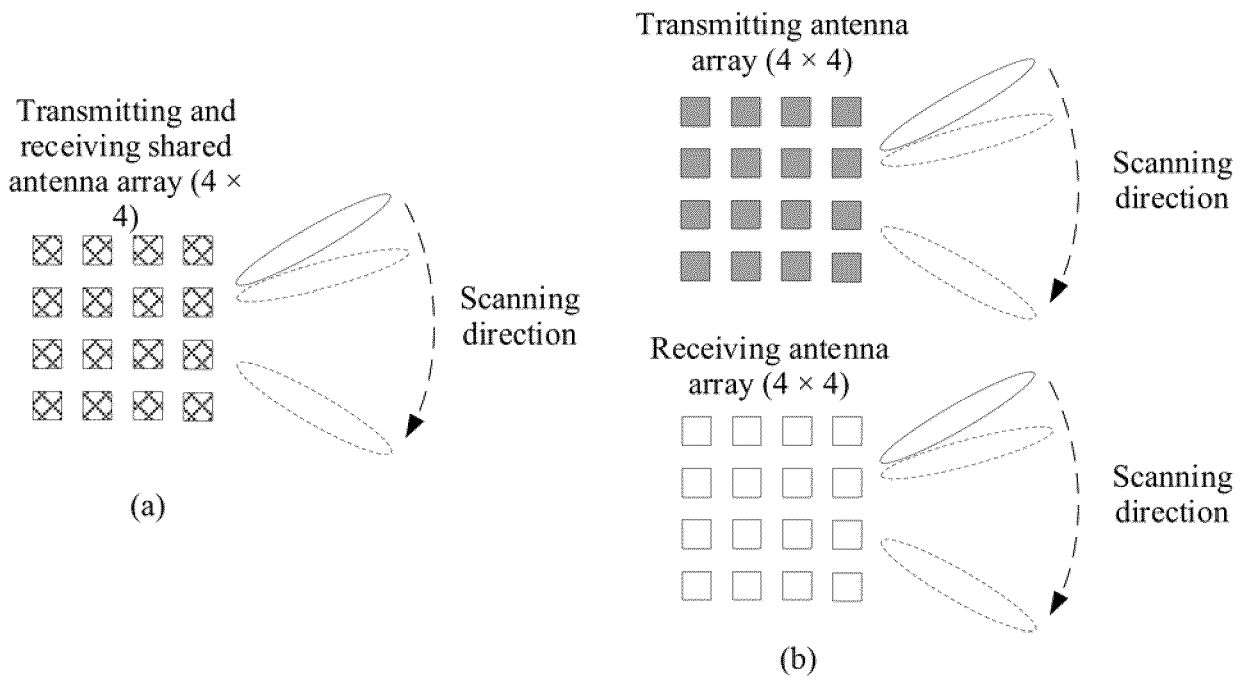 Transmitting and
receiving shared
antenna array (4 ×
4)
Scanning
direction
(a)
Transmitting antenna
array (4 × 4)
Scanning
direction
Receiving antenna
array (4 × 4)
Scanning
direction
(b)